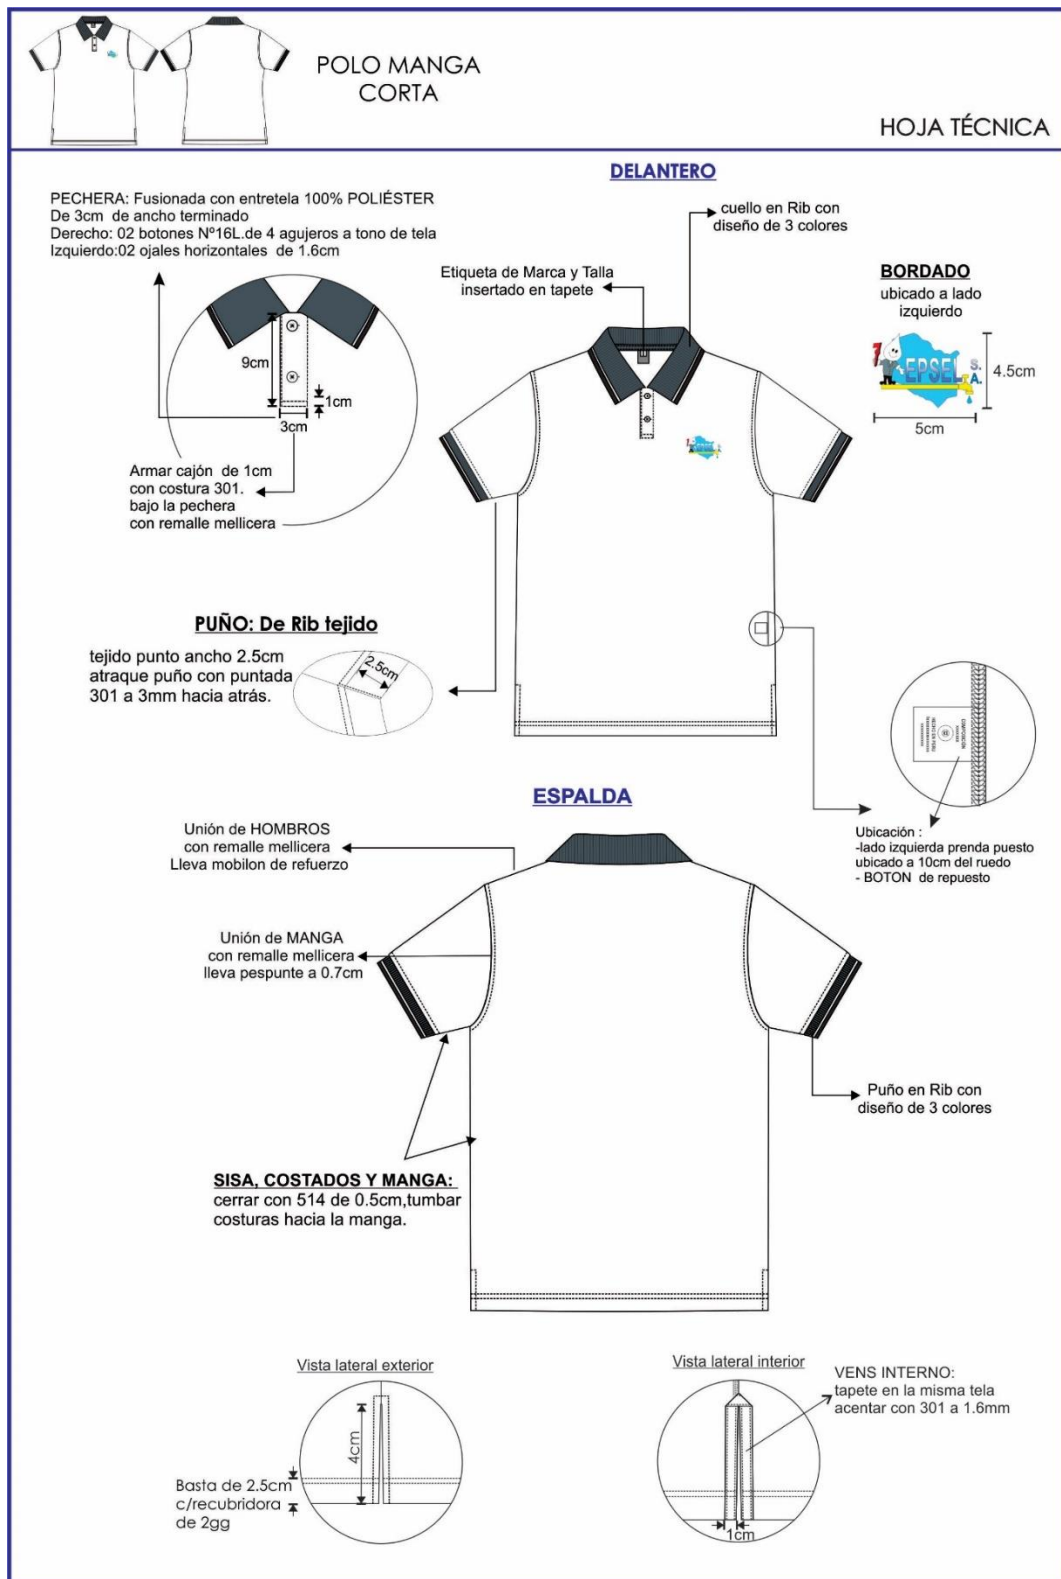 POLO MANGA
CORTA
HOJA TÉCNICA
DELANTERO
PECHERA: Fusionada con entretela 100% POLIÉSTER
De 3cm de ancho terminado
Derecho: 02 botones Nº16L.de 4 agujeros a tono de tela
Izquierdo:02 ojales horizontales de 1.6cm
cuello en Rib con
diseño de 3 colores
Etiqueta de Marca y Talla
insertado en tapete
BORDADO
ubicado a lado
izquierdo
EPSEL S.A.
4.5cm
5cm
9cm
1cm
3cm
Armar cajón de 1cm
con costura 301.
bajo la pechera
con remalle mellicera
EPSEL
PUÑO: De Rib tejido
tejido punto ancho 2.5cm
atraque puño con puntada
301 a 3mm hacia atrás.
2.5cm
COMPOSICIÓN
HECHO EN PERU
Ubicación :
-lado izquierda prenda puesto
ubicado a 10cm del ruedo
- BOTON de repuesto
ESPALDA
Unión de HOMBROS
con remalle mellicera
Lleva mobilon de refuerzo
Unión de MANGA
con remalle mellicera
lleva pespunte a 0.7cm
Puño en Rib con
diseño de 3 colores
SISA, COSTADOS Y MANGA:
cerrar con 514 de 0.5cm,tumbar
costuras hacia la manga.
Vista lateral exterior
4cm
Basta de 2.5cm
c/recubridora
de 2gg
Vista lateral interior
1cm
VENS INTERNO:
tapete en la misma tela
acentar con 301 a 1.6mm